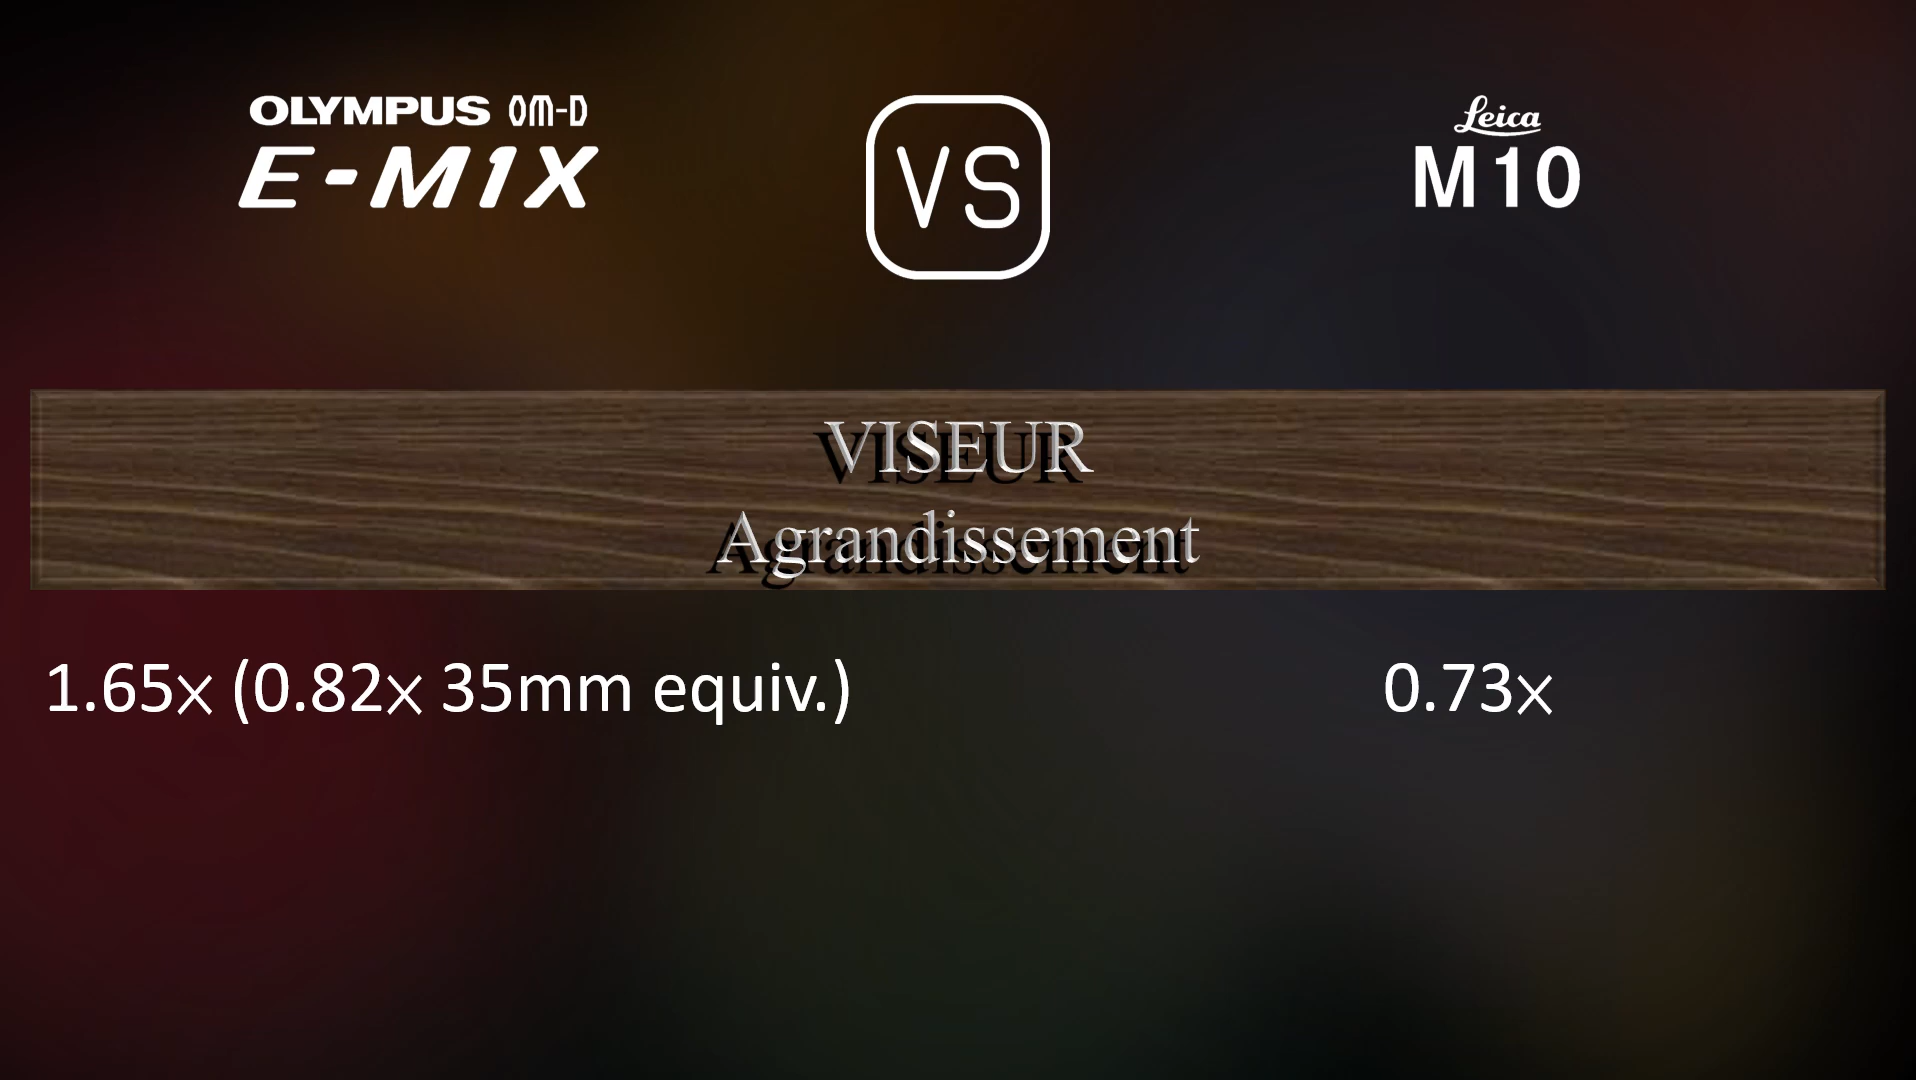 OLYMPUS OM-D
E-M1X
VS
Leica
M10
VISEUR
Agrandissement
1.65x (0.82x 35mm equiv.)
0.73x